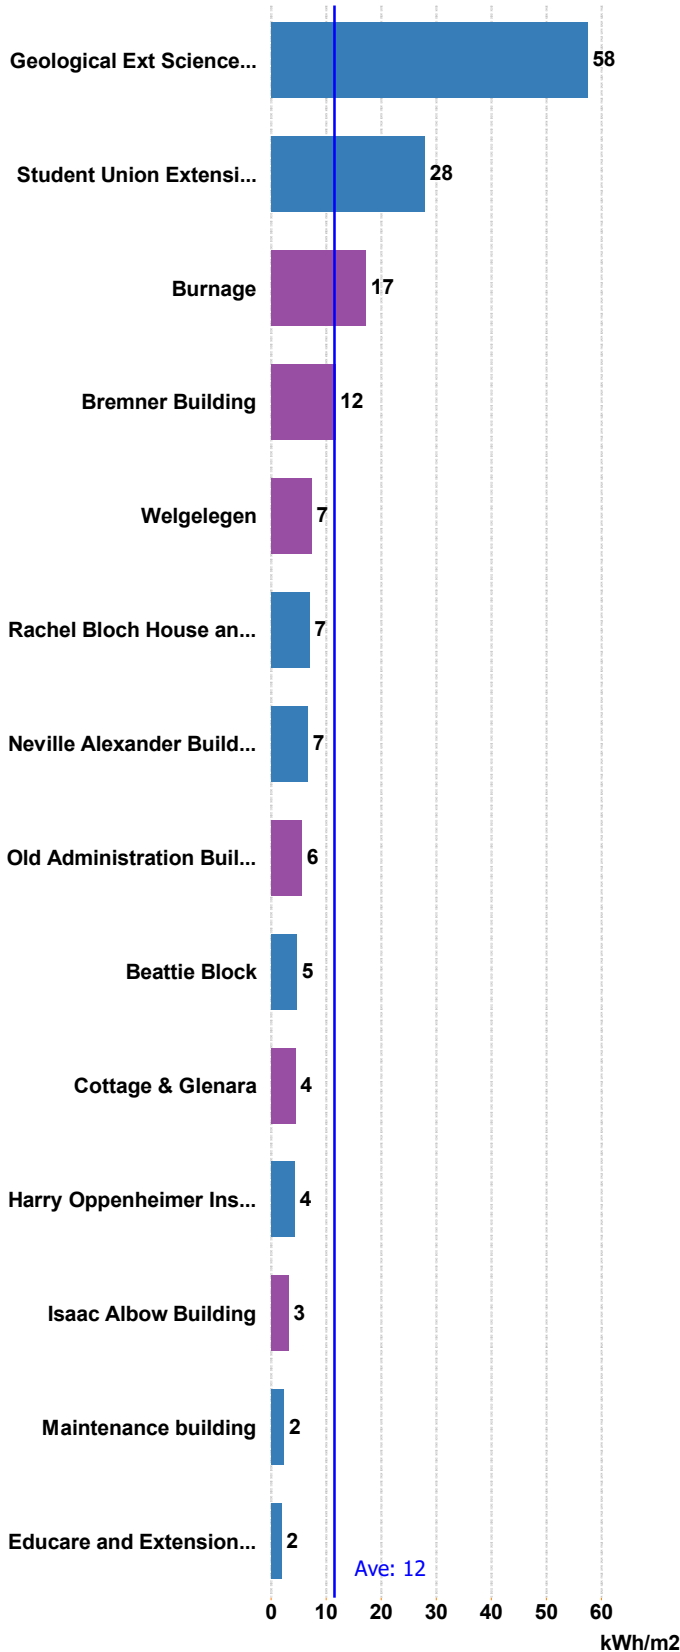 Geological Ext Science... 58
Student Union Extensi... 28
Burnage 17
Bremner Building 12
Welgelegen 7
Rachel Bloch House an... 7
Neville Alexander Build... 7
Old Administration Buil... 6
Beattie Block 5
Cottage & Glenara 4
Harry Oppenheimer Ins... 4
Isaac Albow Building 3
Maintenance building 2
Educare and Extension... 2
Ave: 12
0 10 20 30 40 50 60
kWh/m2